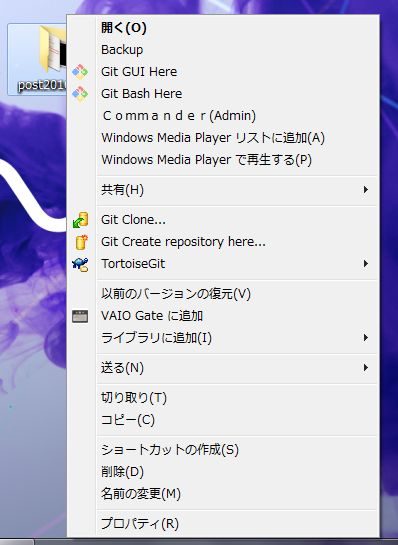 post201
開く(O)
Backup
Git GUI Here
Git Bash Here
Ｃｏｍｍａｎｄｅｒ(Admin)
Windows Media Player リストに追加(A)
Windows Media Player で再生する(P)
共有(H)
Git Clone...
Git Create repository here...
TortoiseGit
以前のバージョンの復元(V)
VAIO Gate に追加
ライブラリに追加(I)
送る(N)
切り取り(T)
コピー(C)
ショートカットの作成(S)
削除(D)
名前の変更(M)
プロパティ(R)